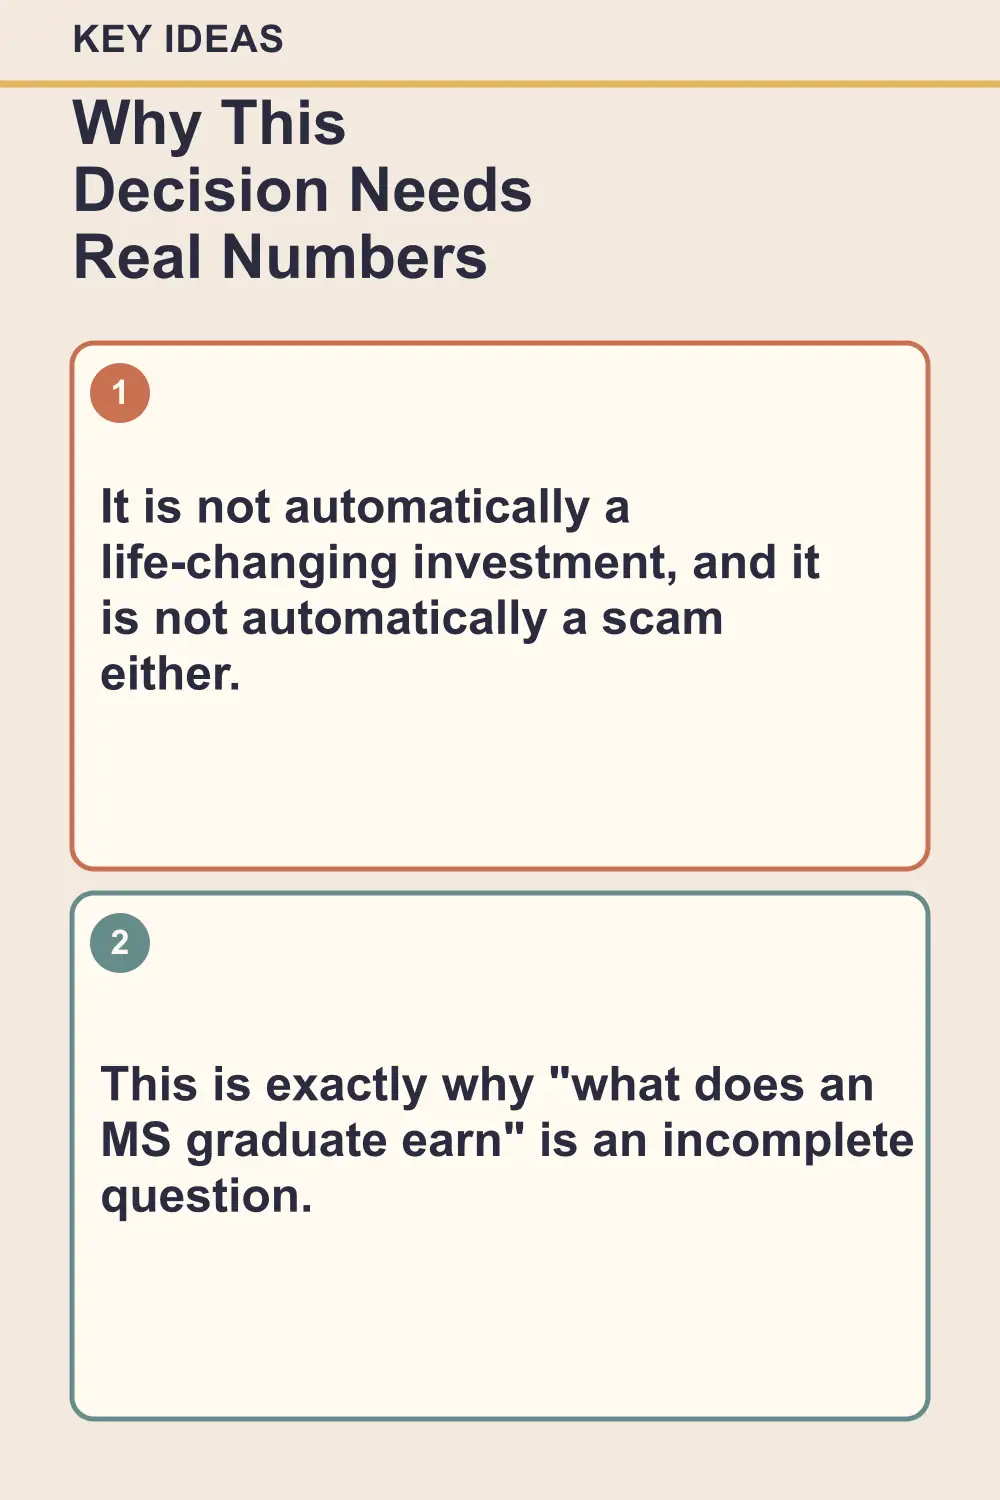 KEY IDEAS
Why This
Decision Needs
Real Numbers
1
It is not automatically a
life-changing investment, and it
is not automatically a scam
either.
2
This is exactly why "what does an
MS graduate earn" is an incomplete
question.